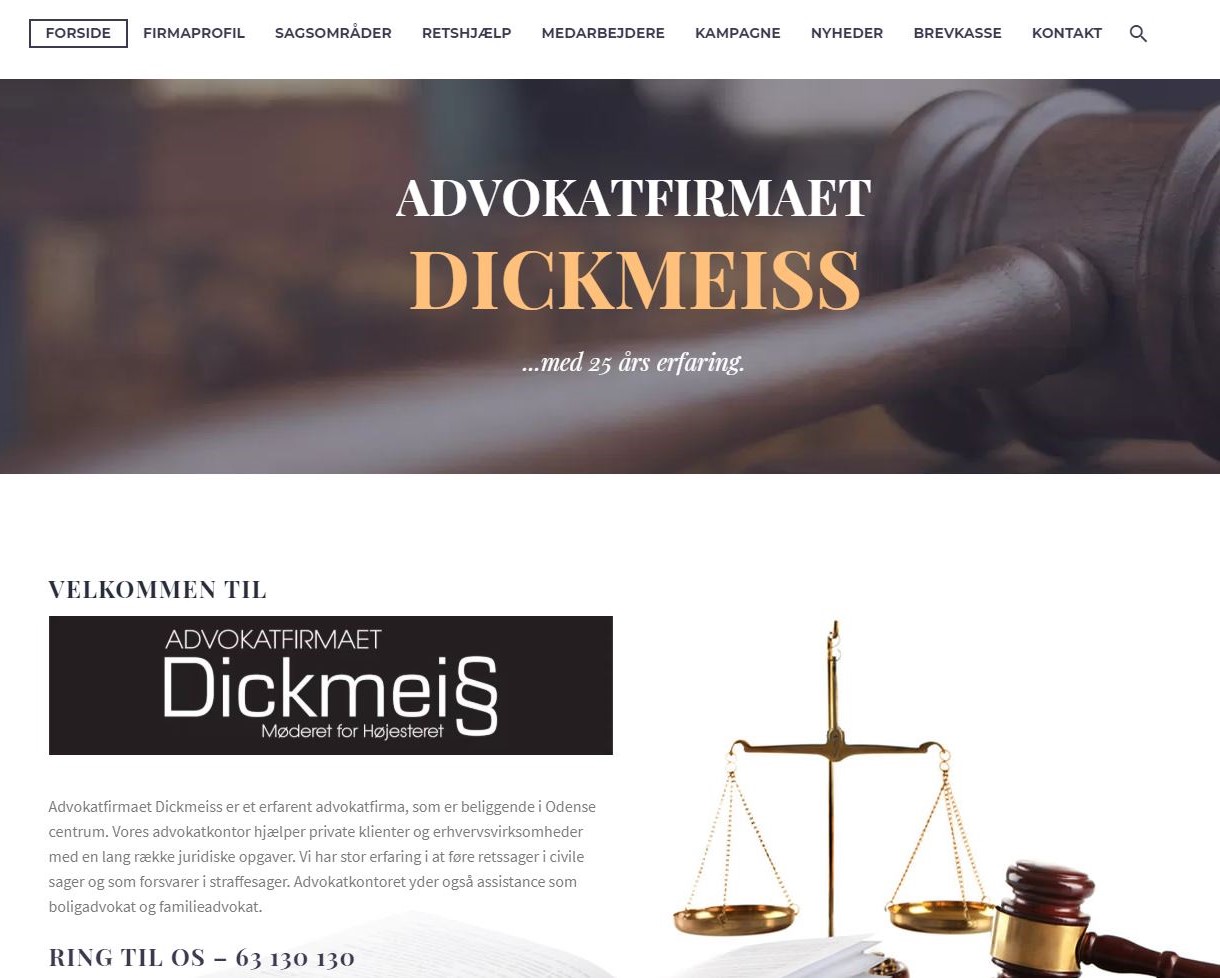 FORSIDE FIRMAPROFIL SAGSOMRÅDER RETSHJÆLP MEDARBEJDERE KAMPAGNE NYHEDER BREVKASSE KONTAKT
ADVOKATFIRMAET
DICKMEISS
...med 25 års erfaring.
VELKOMMEN TIL
ADVOKATFIRMAET
Dickmei§
Møderet for Højesteret
Advokatfirmaet Dickmeiss er et erfarent advokatfirma, som er beliggende i Odense
centrum. Vores advokatkontor hjælper private klienter og erhvervsvirksomheder
med en lang række juridiske opgaver. Vi har stor erfaring i at føre retssager i civile
sager og som forsvarer i straffesager. Advokatkontoret yder også assistance som
boligadvokat og familieadvokat.
RING TIL OS – 63 130 130